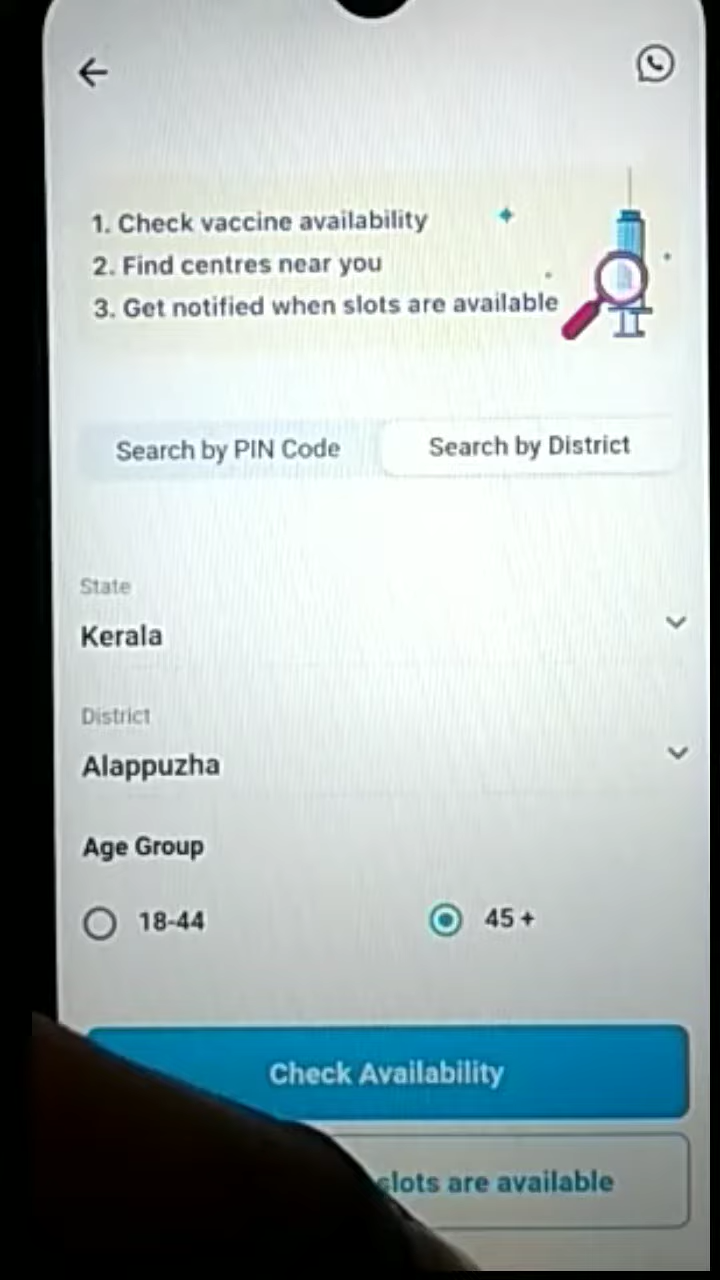 1. Check vaccine availability
2. Find centres near you
3. Get notified when slots are available
Search by PIN Code
Search by District
State
Kerala
District
Alappuzha
Age Group
18-44
45 +
Check Availability
slots are available